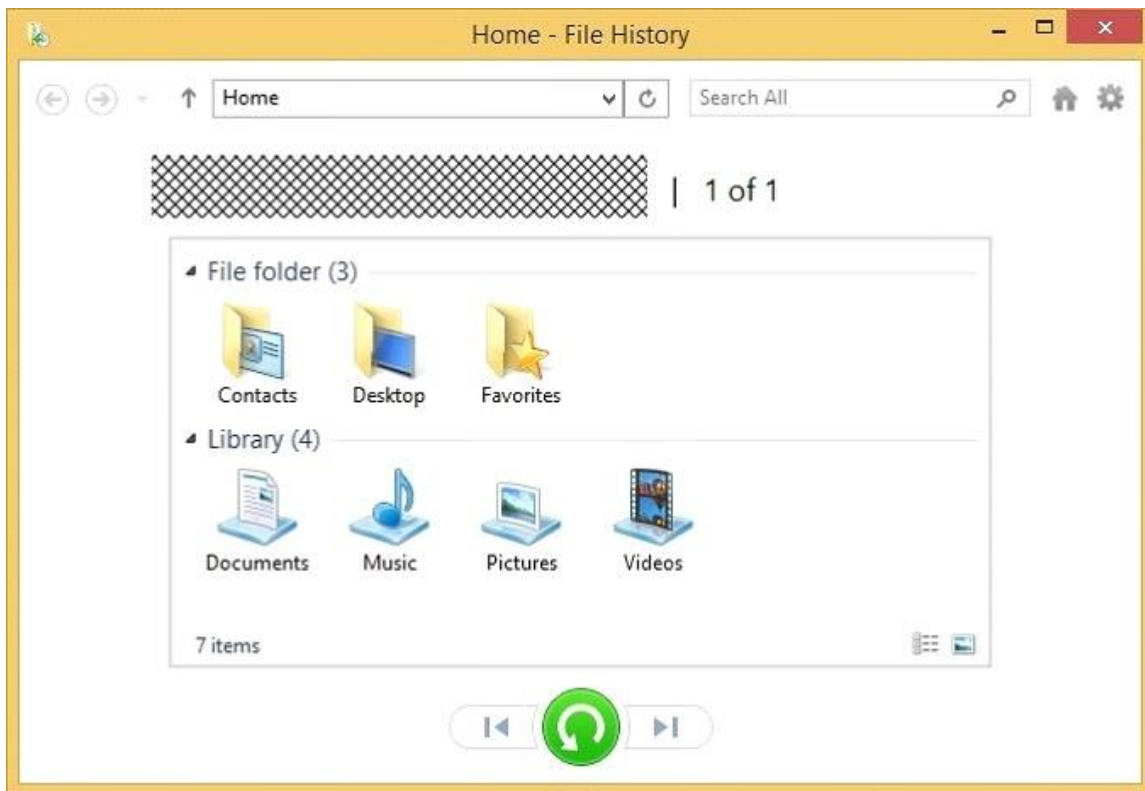 Home - File History
Home
Search All
| 1 of 1
File folder (3)
Contacts Desktop Favorites
Library (4)
Documents Music Pictures Videos
7 items